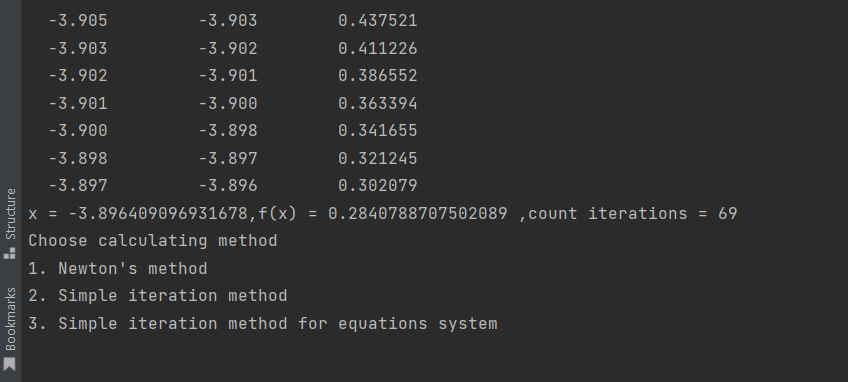 -3.905 -3.903 0.437521
-3.903 -3.902 0.411226
-3.902 -3.901 0.386552
-3.901 -3.900 0.363394
-3.900 -3.898 0.341655
-3.898 -3.897 0.321245
-3.897 -3.896 0.302079
x = -3.896409096931678,f(x) = 0.2840788707502089 ,count iterations = 69
Choose calculating method
1. Newton's method
2. Simple iteration method
3. Simple iteration method for equations system
Structure
Bookmarks